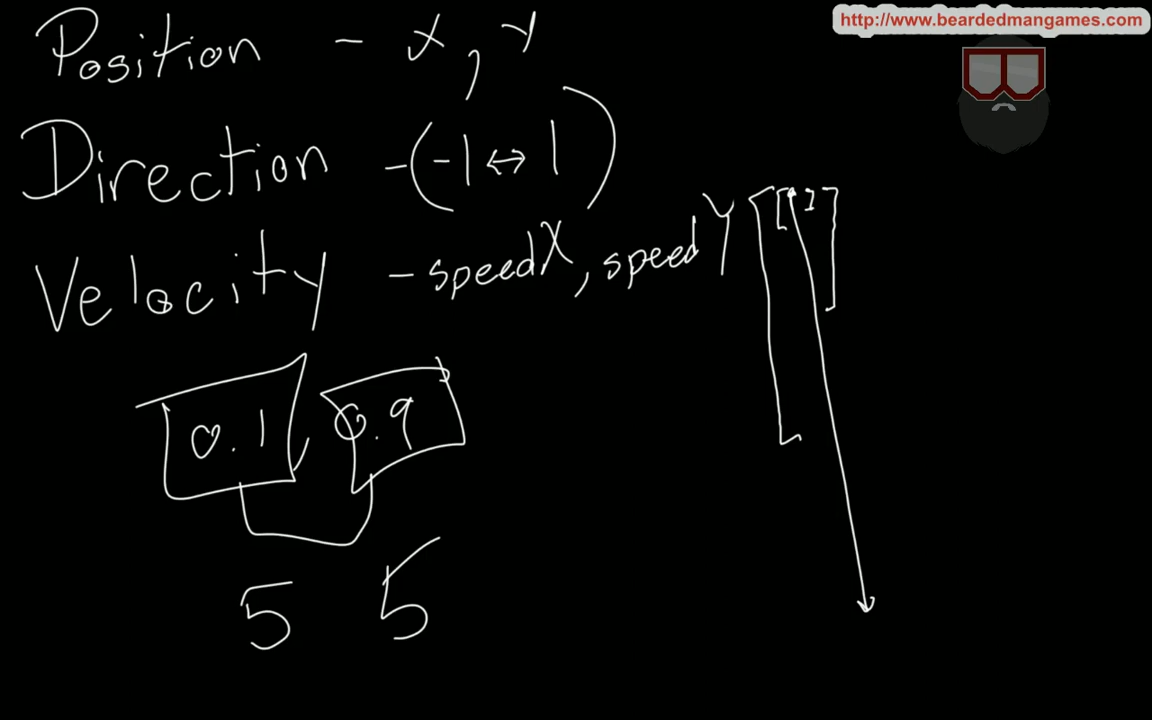 http://www.beardedmangames.com
Position - x, y
Direction - (-1 ↔ 1)
Velocity - speedX, speedY
0.1, 0.9
5 5